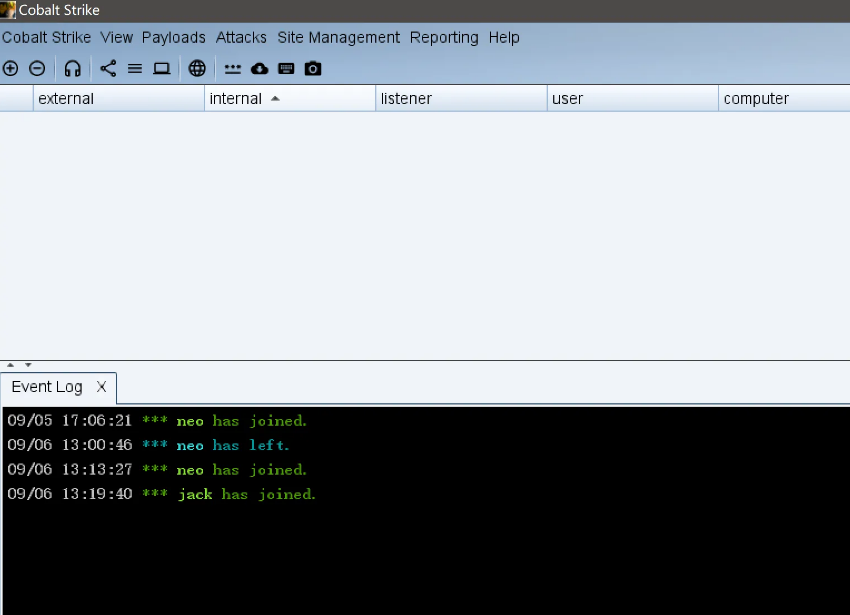 Cobalt Strike
Cobalt Strike View Payloads Attacks Site Management Reporting Help
external internal listener user computer
Event Log X
09/05 17:06:21 *** neo has joined.
09/06 13:00:46 *** neo has left.
09/06 13:13:27 *** neo has joined.
09/06 13:19:40 *** jack has joined.